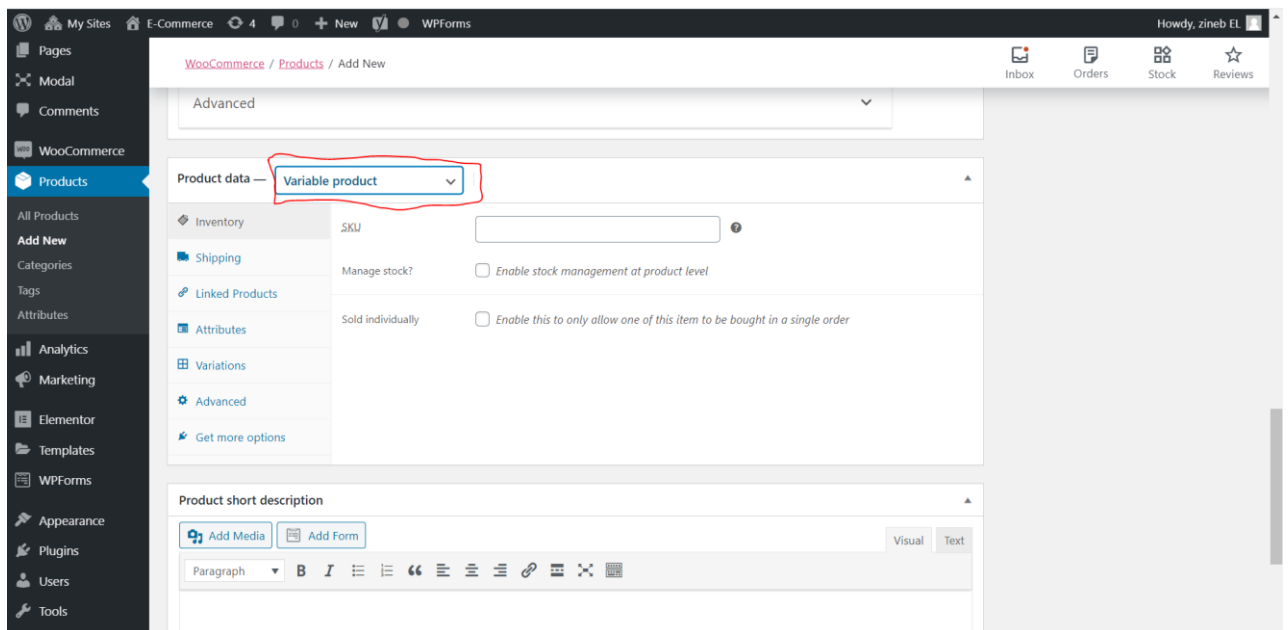 My Sites E-Commerce 4 0 New WPForms Howdy, zineb EL
Pages
Modal
Comments
WooCommerce
Products
All Products
Add New
Categories
Tags
Attributes
Analytics
Marketing
Elementor
Templates
WPForms
Appearance
Plugins
Users
Tools
WooCommerce / Products / Add New
Inbox Orders Stock Reviews
Advanced
Product data — Variable product
Inventory
Shipping
Linked Products
Attributes
Variations
Advanced
Get more options
SKU
Manage stock? Enable stock management at product level
Sold individually Enable this to only allow one of this item to be bought in a single order
Product short description
Add Media Add Form
Visual Text
Paragraph B I